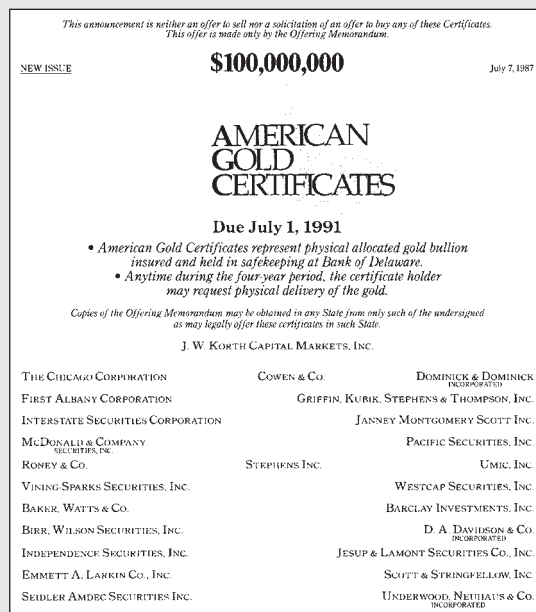 This announcement is neither an offer to sell nor a solicitation of an offer to buy any of these Certificates.
This offer is made only by the Offering Memorandum.
NEW ISSUE $100,000,000 July 7, 1987
AMERICAN
GOLD
CERTIFICATES
Due July 1, 1991
• American Gold Certificates represent physical allocated gold bullion
insured and held in safekeeping at Bank of Delaware.
• Anytime during the four-year period, the certificate holder
may request physical delivery of the gold.
Copies of the Offering Memorandum may be obtained in any State from only such of the undersigned
as may legally offer these certificates in such State.
J. W. KORTH CAPITAL MARKETS, INC.
THE CHICAGO CORPORATION COWEN & CO. DOMINICK & DOMINICK
INCORPORATED
FIRST ALBANY CORPORATION GRIFFIN, KUBIK, STEPHENS & THOMPSON, INC.
INTERSTATE SECURITIES CORPORATION JANNEY MONTGOMERY SCOTT INC.
MCDONALD & COMPANY PACIFIC SECURITIES, INC.
SECURITIES, INC.
RONEY & CO. STEPHENS INC. UMIC, INC.
VINING-SPARKS SECURITIES, INC. WESTCAP SECURITIES, INC.
BAKER, WATTS & CO. BARCLAY INVESTMENTS, INC.
BIRR, WILSON SECURITIES, INC. D. A. DAVIDSON & CO.
INCORPORATED
INDEPENDENCE SECURITIES, INC. JESUP & LAMONT SECURITIES CO., INC.
EMMETT A. LARKIN CO., INC. SCOTT & STRINGFELLOW, INC.
SEIDLER AMDEC SECURITIES INC. UNDERWOOD, NEUHAUS & CO.
INCORPORATED